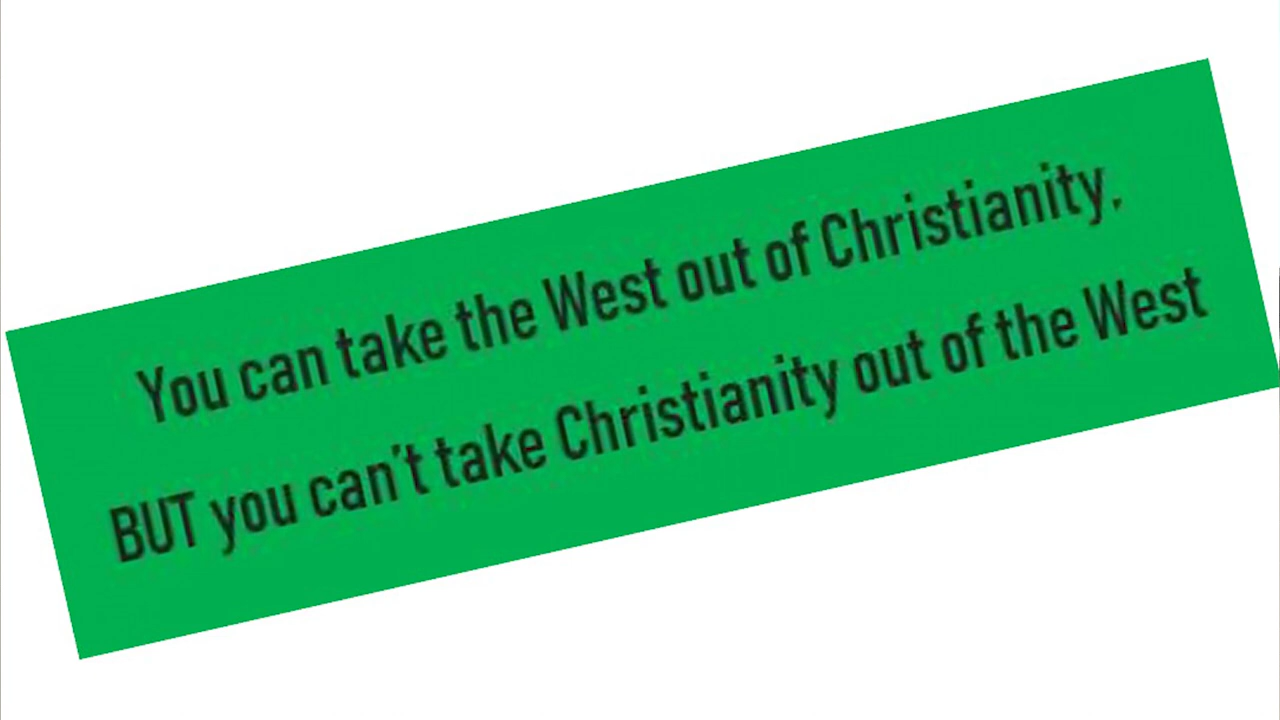 You can take the West out of Christianity,
BUT you can't take Christianity out of the West